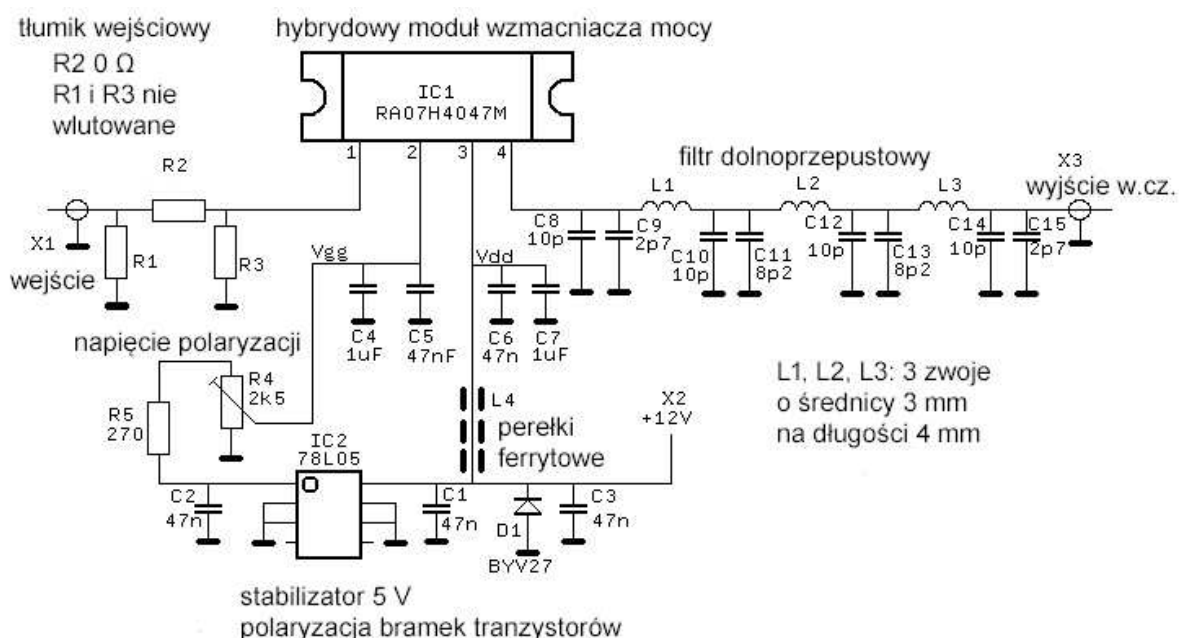 tłumik wejściowy
R2 0 Ω
R1 i R3 nie
wlutowane
hybrydowy moduł wzmacniacza mocy
IC1
RA07H4047M
1
2
3
4
R2
X1
R1
R3
wejście
filtr dolnoprzepustowy
X3
wyjście w.cz.
L1
L2
L3
C8
10p
C9
2p7
C10
10p
C11
8p2
C12
10p
C13
8p2
C14
10p
C15
2p7
Vgg
Vdd
C4
1uF
C5
47nF
C6
47n
C7
1uF
napięcie polaryzacji
R4
2K5
R5
270
L4
perełki
ferrytowe
X2
+12V
L1, L2, L3: 3 zwoje
o średnicy 3 mm
na długości 4 mm
IC2
78L05
C2
47n
C1
47n
D1
BYV27
C3
47n
stabilizator 5 V
polaryzacja bramek tranzystorów